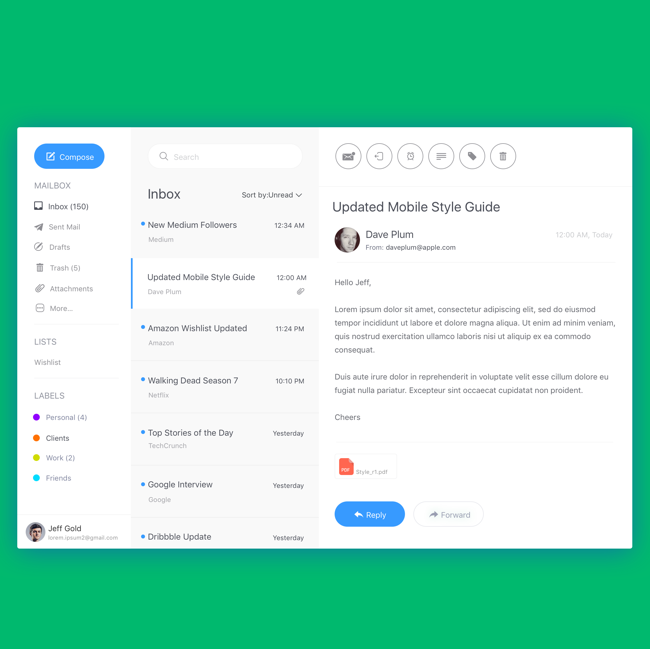 Compose
MAILBOX
Inbox (150)
Sent Mail
Drafts
Trash (5)
Attachments
More...
LISTS
Wishlist
LABELS
Personal (4)
Clients
Work (2)
Friends
Jeff Gold
lorem.ipsum2@gmail.com
Search
Inbox
Sort by:Unread
New Medium Followers 12:34 AM
Medium
Updated Mobile Style Guide 12:00 AM
Dave Plum
Amazon Wishlist Updated 11:24 PM
Amazon
Walking Dead Season 7 10:10 PM
Netflix
Top Stories of the Day Yesterday
TechCrunch
Google Interview Yesterday
Google
Dribbble Update Yesterday
Updated Mobile Style Guide
Dave Plum 12:00 AM, Today
From: daveplum@apple.com
Hello Jeff,
Lorem ipsum dolor sit amet, consectetur adipiscing elit, sed do eiusmod
tempor incididunt ut labore et dolore magna aliqua. Ut enim ad minim veniam,
quis nostrud exercitation ullamco laboris nisi ut aliquip ex ea commodo
consequat.
Duis aute irure dolor in reprehenderit in voluptate velit esse cillum dolore eu
fugiat nulla pariatur. Excepteur sint occaecat cupidatat non proident.
Cheers
PDF Style_r1.pdf
Reply
Forward